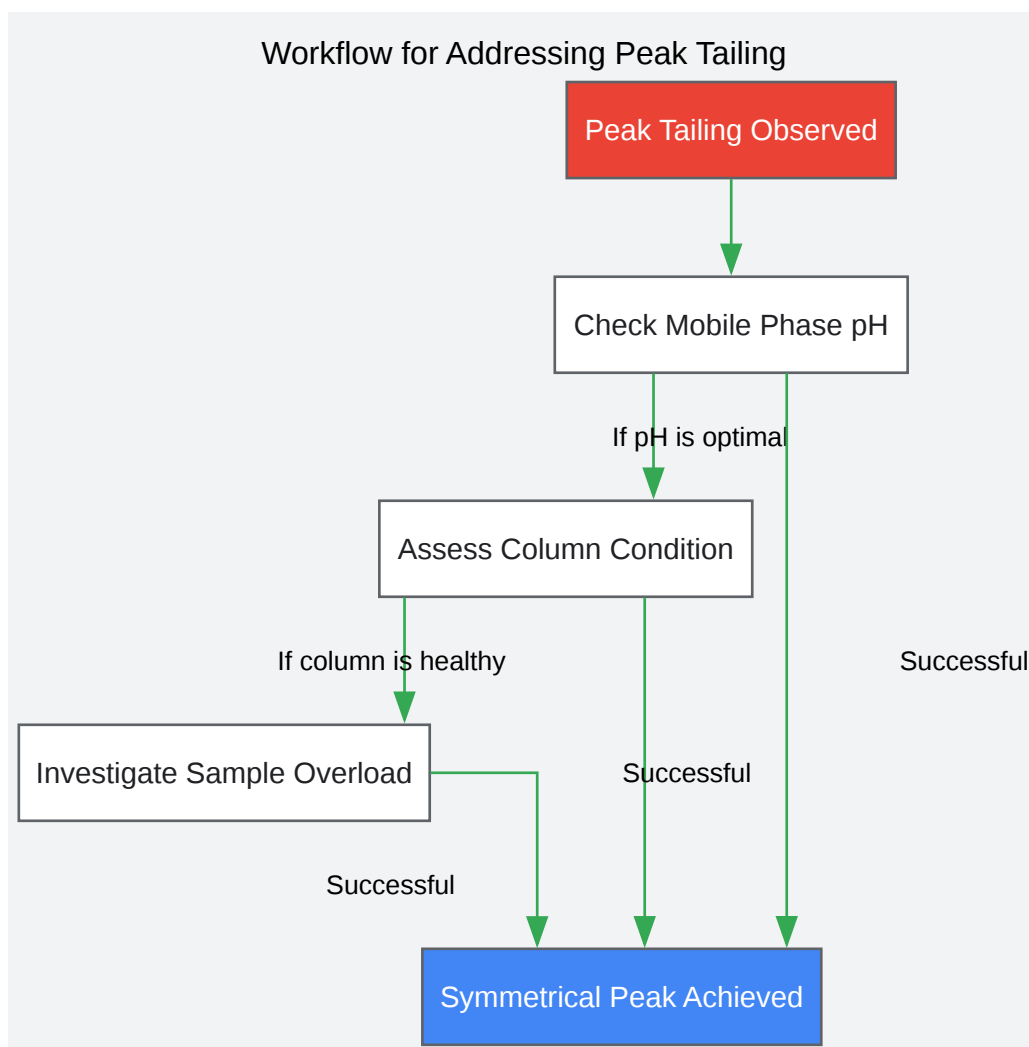 Workflow for Addressing Peak Tailing
Peak Tailing Observed
Check Mobile Phase pH
If pH is optimal
Assess Column Condition
If column is healthy
Successful
Investigate Sample Overload
Successful
Successful
Symmetrical Peak Achieved